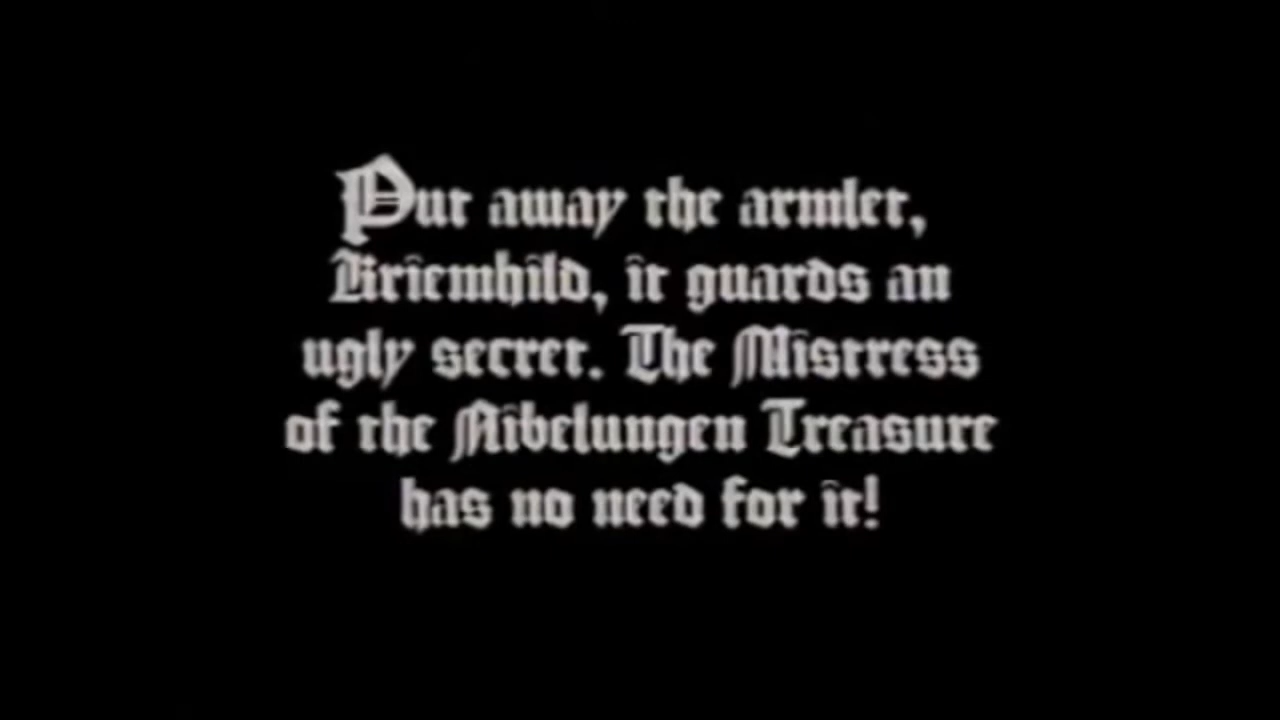 Put away the armlet,
Kriemhild, it guards an
ugly secret. The Mistress
of the Nibelungen Treasure
has no need for it!